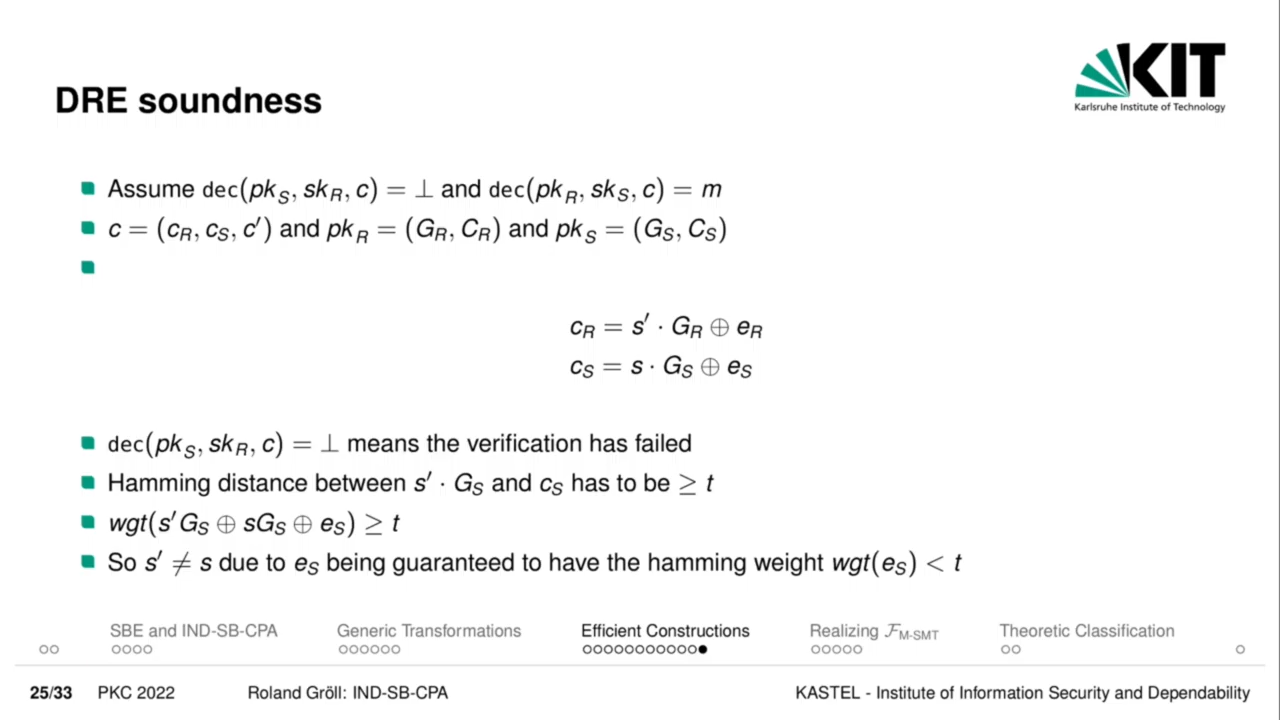 KIT
Karlsruhe Institute of Technology
DRE soundness
Assume dec(pk_S, sk_R, c) = ⊥ and dec(pk_R, sk_S, c) = m
c = (c_R, c_S, c′) and pk_R = (G_R, C_R) and pk_S = (G_S, C_S)
c_R = s′ · G_R ⊕ e_R
c_S = s · G_S ⊕ e_S
dec(pk_S, sk_R, c) = ⊥ means the verification has failed
Hamming distance between s′ · G_S and c_S has to be ≥ t
wgt(s′G_S ⊕ sG_S ⊕ e_S) ≥ t
So s′ ≠ s due to e_S being guaranteed to have the hamming weight wgt(e_S) < t
SBE and IND-SB-CPA Generic Transformations Efficient Constructions Realizing ℱ_M-SMT Theoretic Classification
25/33 PKC 2022 Roland Gröll: IND-SB-CPA KASTEL - Institute of Information Security and Dependability